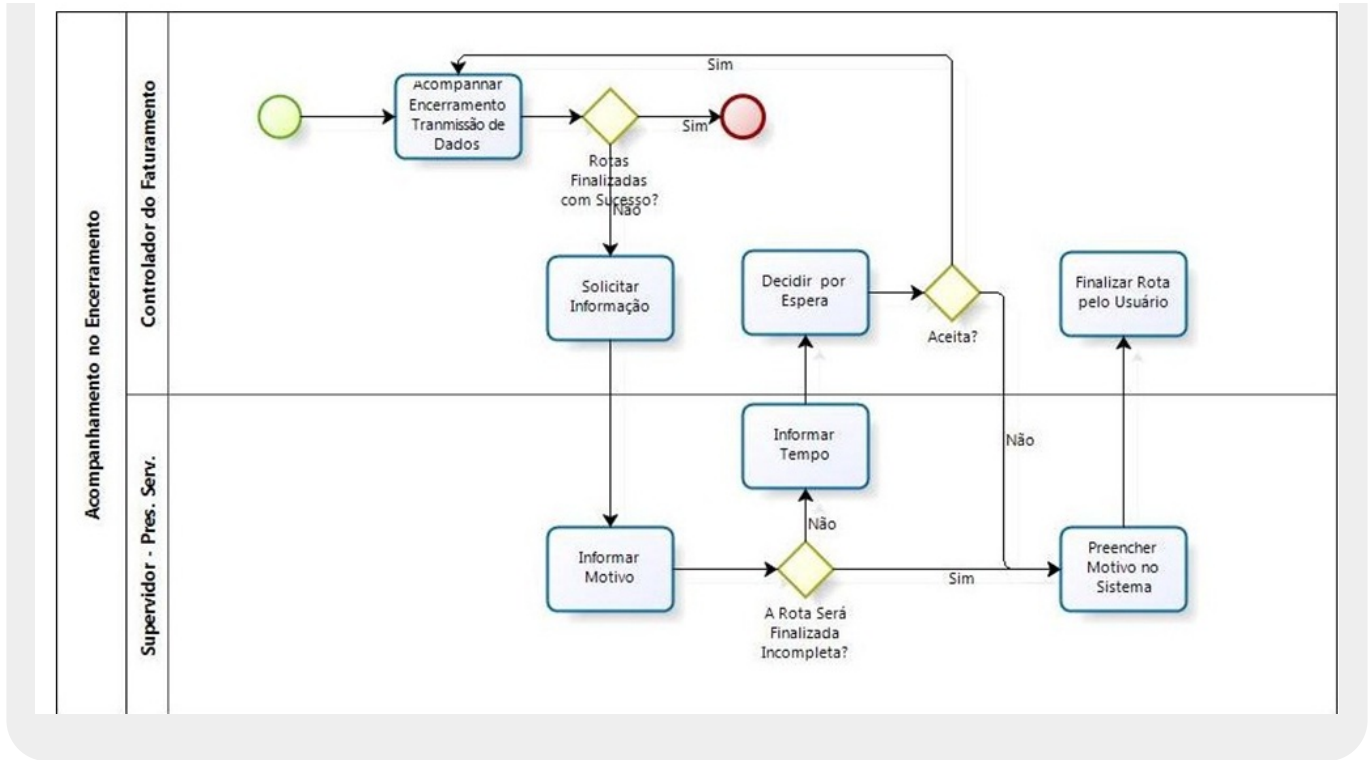 Acompanhamento no Encerramento
Controlador do Faturamento
Supervidor - Pres. Serv.
Acompanhar
Encerramento
Tranmissão de
Dados
Rotas
Finalizadas
com Sucesso?
Sim
Não
Sim
Solicitar
Informação
Decidir por
Espera
Aceita?
Finalizar Rota
pelo Usuário
Informar
Tempo
Não
Não
Informar
Motivo
A Rota Será
Finalizada
Incompleta?
Sim
Preencher
Motivo no
Sistema